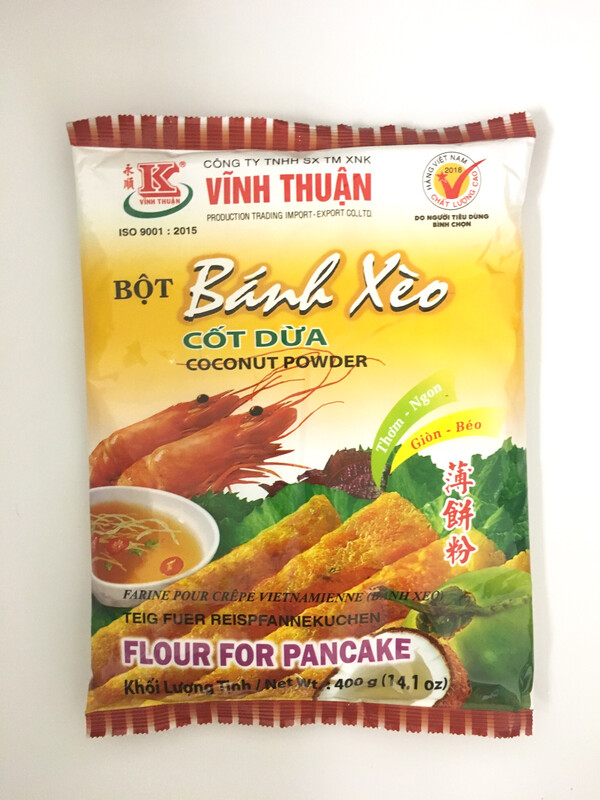 永順
K
®
VĨNH THUẬN
CÔNG TY TNHH SX TM XNK
VĨNH THUẬN
PRODUCTION TRADING IMPORT-EXPORT CO.,LTD.
ISO 9001 : 2015
HÀNG VIỆT NAM
2018
CHẤT LƯỢNG CAO
DO NGƯỜI TIÊU DÙNG
BÌNH CHỌN
BỘT Bánh Xèo
CỐT DỪA
COCONUT POWDER
Thơm - Ngon
Giòn - Béo
薄餅粉
FARINE POUR CRÊPE VIETNAMIENNE (BANH XEO)
TEIG FUER REISPFANNEKUCHEN
FLOUR FOR PANCAKE
Khối Lượng Tịnh / Net Wt. : 400 g (14.1 oz)